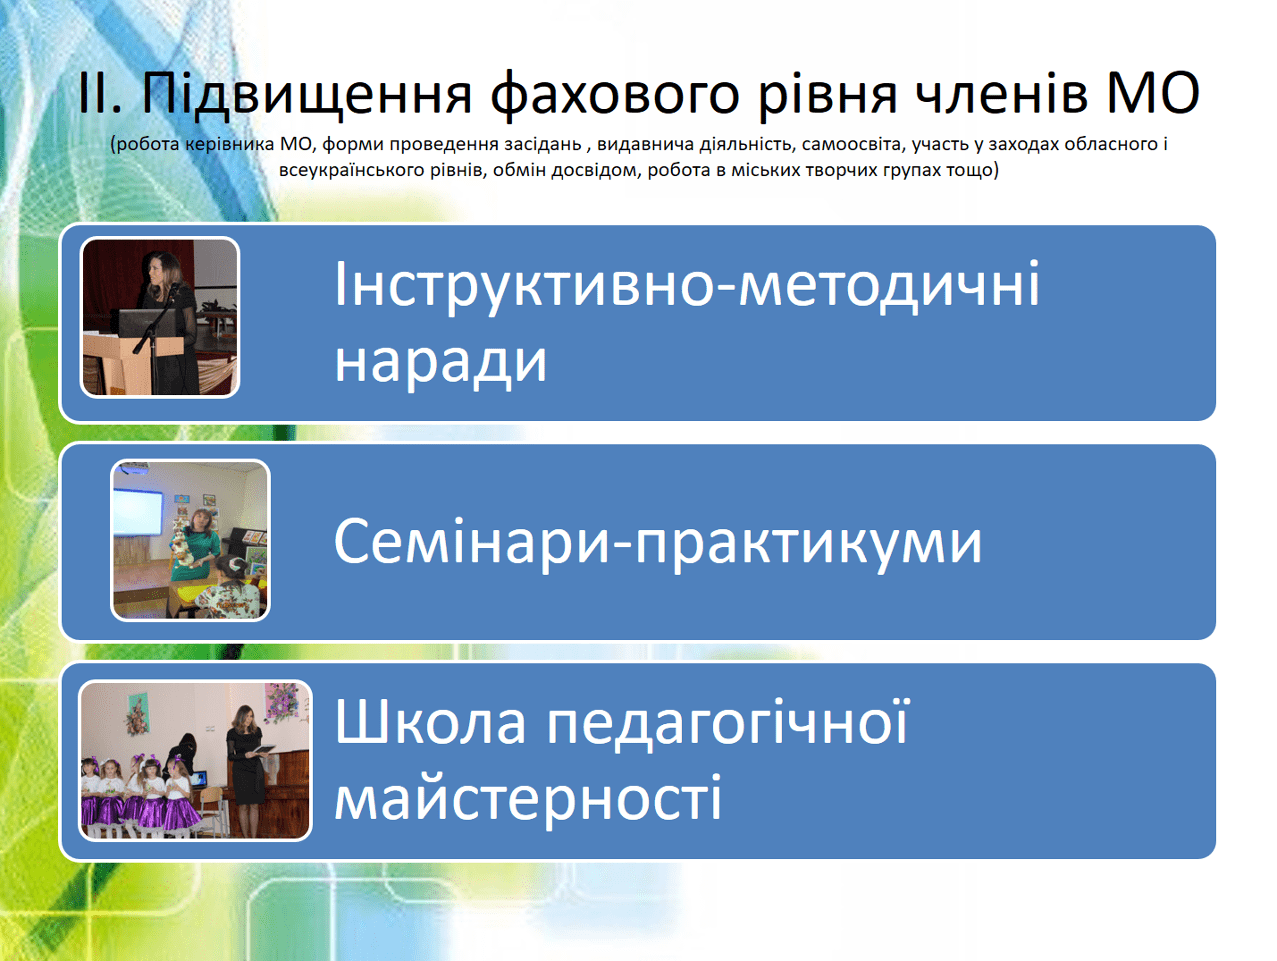 ІІ. Підвищення фахового рівня членів МО
(робота керівника МО, форми проведення засідань , видавнича діяльність, самоосвіта, участь у заходах обласного і
всеукраїнського рівнів, обмін досвідом, робота в міських творчих групах тощо)
Інструктивно-методичні
наради
Семінари-практикуми
Школа педагогічної
майстерності